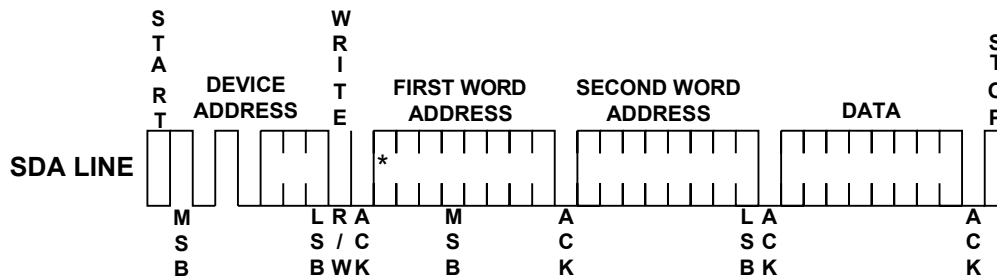 START
WRITE
STOP
DEVICE
ADDRESS
FIRST WORD
ADDRESS
SECOND WORD
ADDRESS
DATA
SDA LINE
*
MSB
LSB
R/W
ACK
MSB
ACK
LSB
ACK
ACK